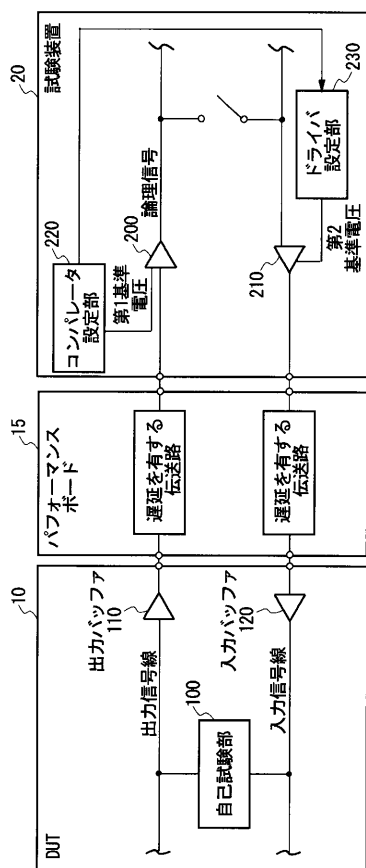 10
DUT
出力バッファ
110
出力信号線
100
自己試験部
入力バッファ
120
入力信号線
15
パフォーマンス
ボード
遅延を有する
伝送路
遅延を有する
伝送路
20
試験装置
220
コンパレータ
設定部
第1基準
電圧
200
論理信号
210
第2
基準電圧
ドライバ
設定部
230